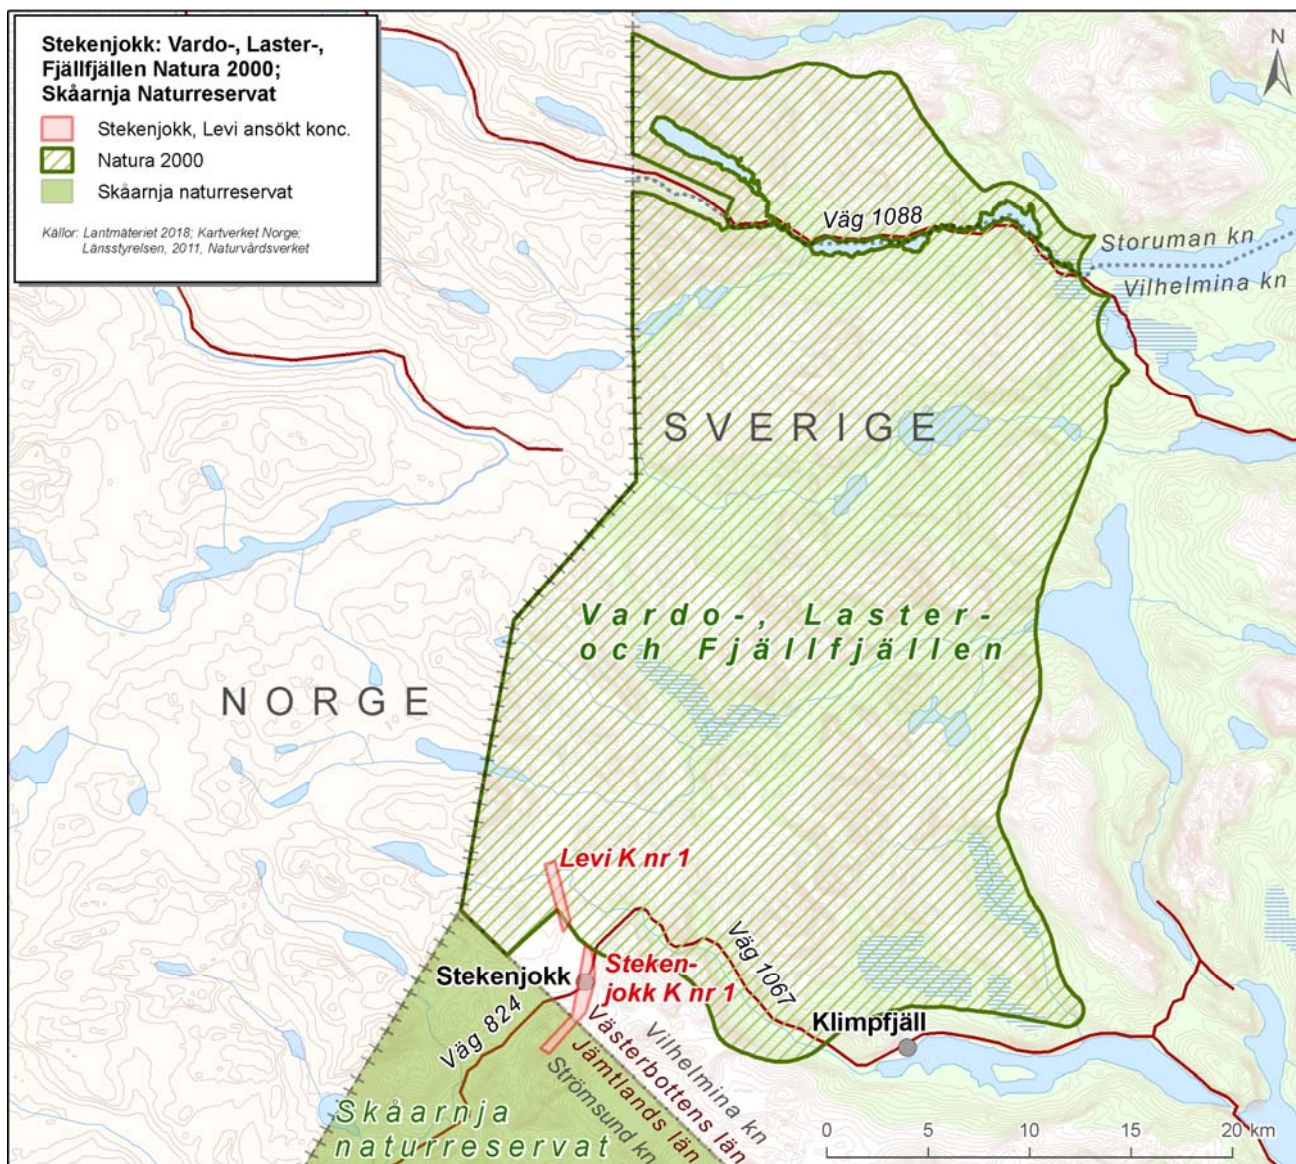 Stekenjokk: Vardo-, Laster-,
Fjällfjällen Natura 2000;
Skåarnja Naturreservat
Stekenjokk, Levi ansökt konc.
Natura 2000
Skåarnja naturreservat
Källor: Lantmäteriet 2018; Kartverket Norge;
Länsstyrelsen, 2011, Naturvårdsverket
N
Väg 1088
Storuman kn
Vilhelmina kn
SVERIGE
Vardo-, Laster-
och Fjällfjällen
NORGE
Levi K nr 1
Väg 1067
Stekenjokk
Steken-
jokk K nr 1
Klimpfjäll
Väg 824
Vilhelmina kn
Västerbottens län
Jämtlands län
Strömsund kn
Skåarnja
naturreservat
0 5 10 15 20 km